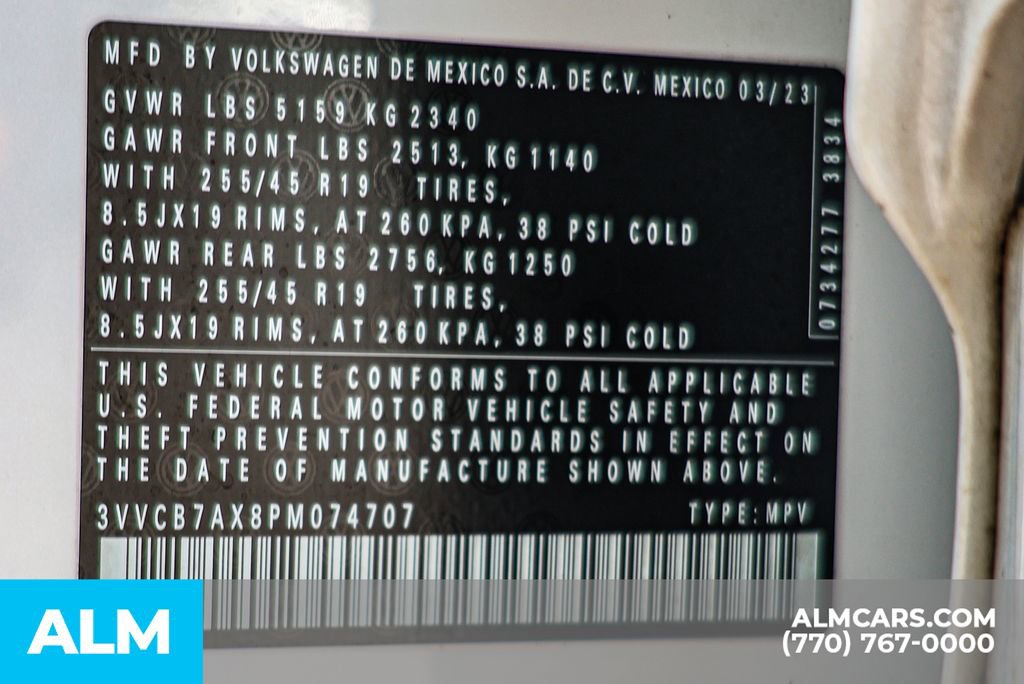 MFD BY VOLKSWAGEN DE MEXICO S.A. DE C.V. MEXICO 03/23
GVWR LBS 5159 KG 2340
GAWR FRONT LBS 2513, KG 1140
WITH 255/45 R19 TIRES,
8.5JX19 RIMS, AT 260 KPA, 38 PSI COLD
GAWR REAR LBS 2756, KG 1250
WITH 255/45 R19 TIRES,
8.5JX19 RIMS, AT 260 KPA, 38 PSI COLD
0734277 3834
THIS VEHICLE CONFORMS TO ALL APPLICABLE
U.S. FEDERAL MOTOR VEHICLE SAFETY AND
THEFT PREVENTION STANDARDS IN EFFECT ON
THE DATE OF MANUFACTURE SHOWN ABOVE.
3VVCB7AX8PM074707 TYPE: MPV
ALM
ALMCARS.COM
(770) 767-0000